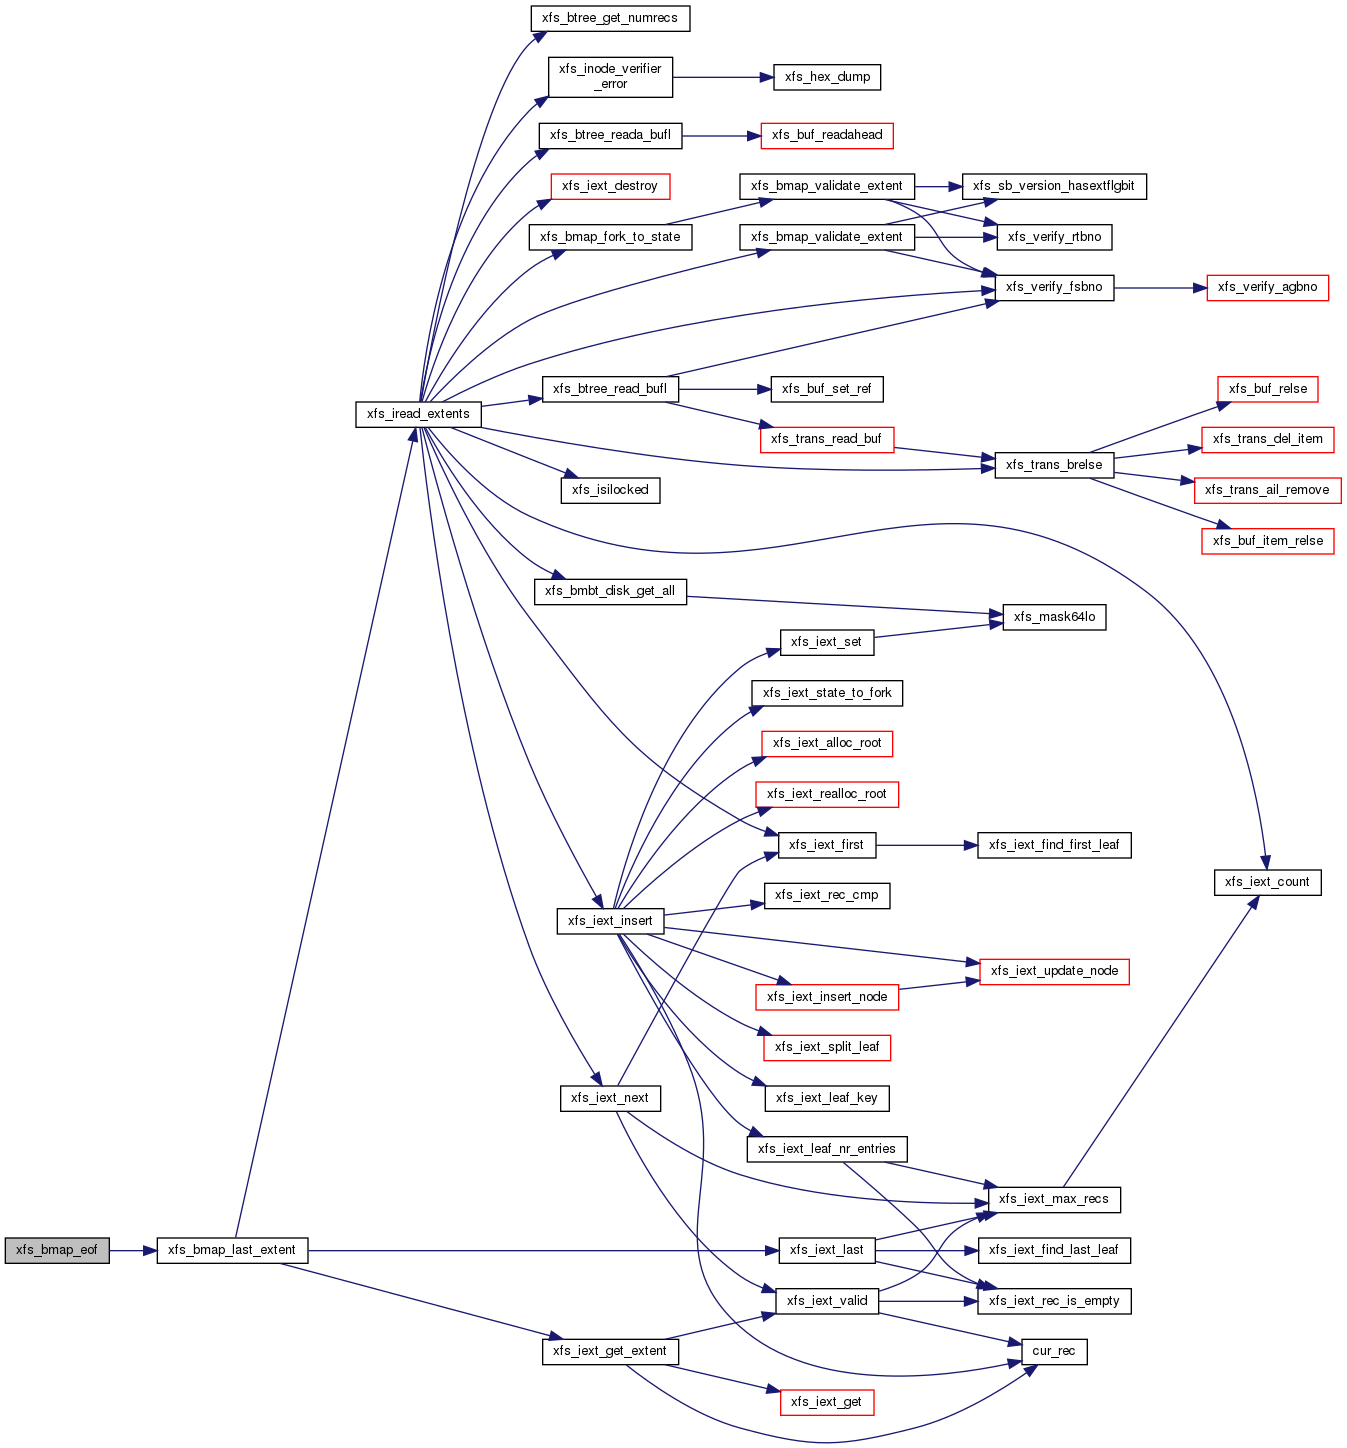 xfs_btree_get_numrecs
xfs_inode_verifier
_error
xfs_hex_dump
xfs_btree_reada_bufl
xfs_buf_readahead
xfs_iext_destroy
xfs_bmap_validate_extent
xfs_sb_version_hasextflgbit
xfs_bmap_fork_to_state
xfs_bmap_validate_extent
xfs_verify_rtbno
xfs_verify_fsbno
xfs_verify_agbno
xfs_btree_read_bufl
xfs_buf_set_ref
xfs_buf_relse
xfs_iread_extents
xfs_trans_read_buf
xfs_trans_del_item
xfs_trans_brelse
xfs_isilocked
xfs_trans_ail_remove
xfs_buf_item_relse
xfs_bmbt_disk_get_all
xfs_mask64lo
xfs_iext_set
xfs_iext_state_to_fork
xfs_iext_alloc_root
xfs_iext_realloc_root
xfs_iext_first
xfs_iext_find_first_leaf
xfs_iext_count
xfs_iext_rec_cmp
xfs_iext_insert
xfs_iext_update_node
xfs_iext_insert_node
xfs_iext_split_leaf
xfs_iext_next
xfs_iext_leaf_key
xfs_iext_leaf_nr_entries
xfs_iext_max_recs
xfs_bmap_eof
xfs_bmap_last_extent
xfs_iext_last
xfs_iext_find_last_leaf
xfs_iext_valid
xfs_iext_rec_is_empty
xfs_iext_get_extent
cur_rec
xfs_iext_get